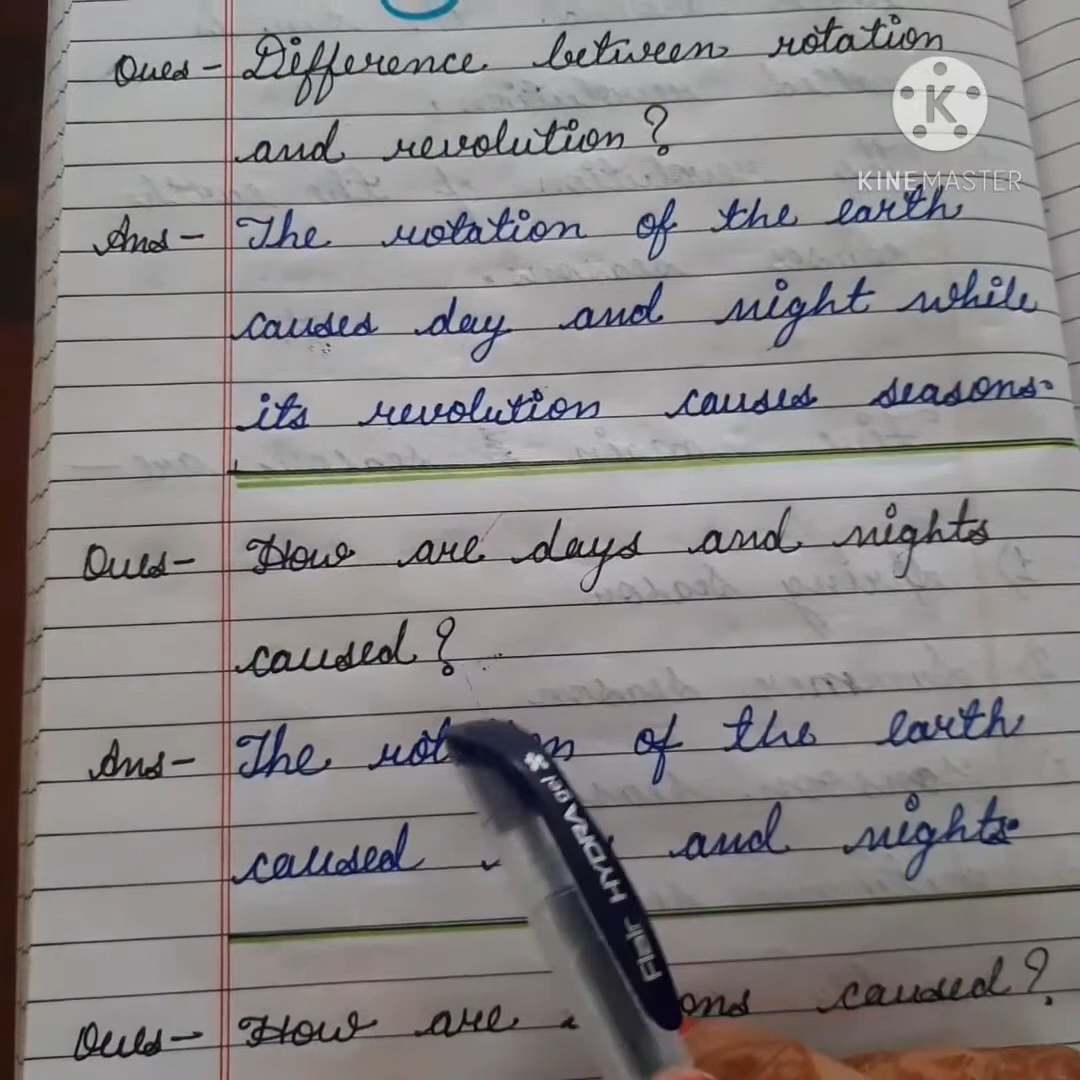 Ques - Difference between rotation
and revolution?
K
KINEMASTER
Ans - The rotation of the earth
causes day and night while
its revolution causes seasons.
Ques - How are days and nights
caused?
Ans - The of the earth
caused and nights.
Flair HYDRA gel
Ques - How are caused?